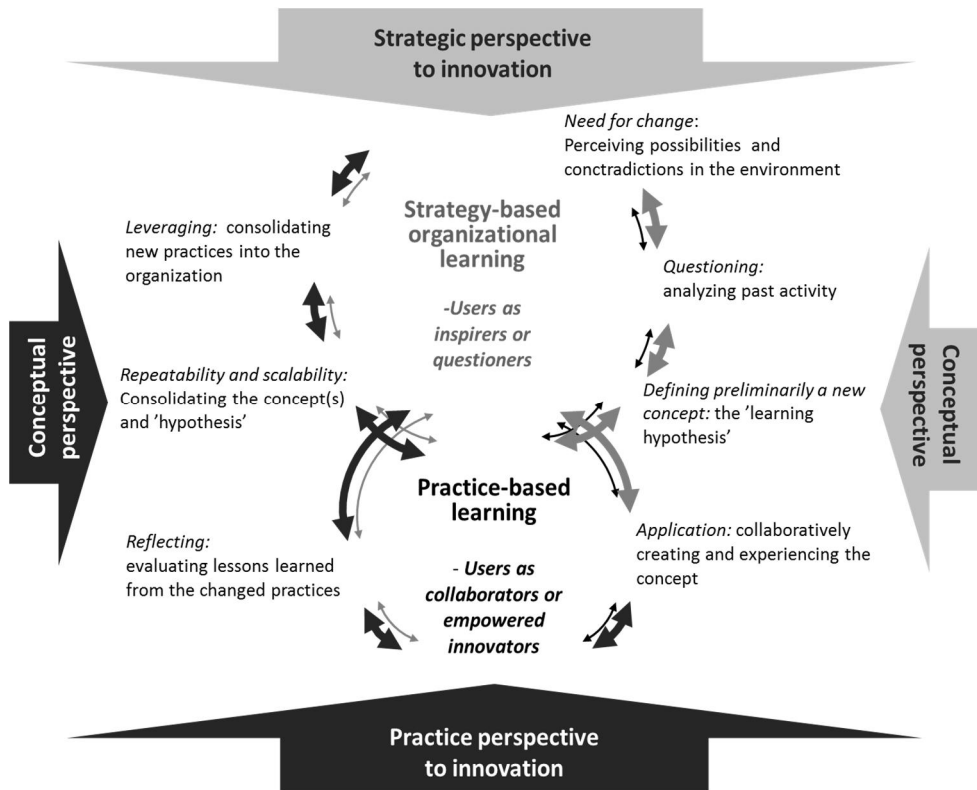 Strategic perspective
to innovation
Need for change:
Perceiving possibilities and
conctradictions in the environment
Strategy-based
organizational
learning
Leveraging: consolidating
new practices into the
organization
Questioning:
analyzing past activity
-Users as
inspirers or
questioners
Conceptual
perspective
Conceptual
perspective
Repeatability and scalability:
Consolidating the concept(s)
and 'hypothesis'
Defining preliminarily a new
concept: the 'learning
hypothesis'
Practice-based
learning
Reflecting:
evaluating lessons learned
from the changed practices
Application: collaboratively
creating and experiencing the
concept
- Users as
collaborators or
empowered
innovators
Practice perspective
to innovation